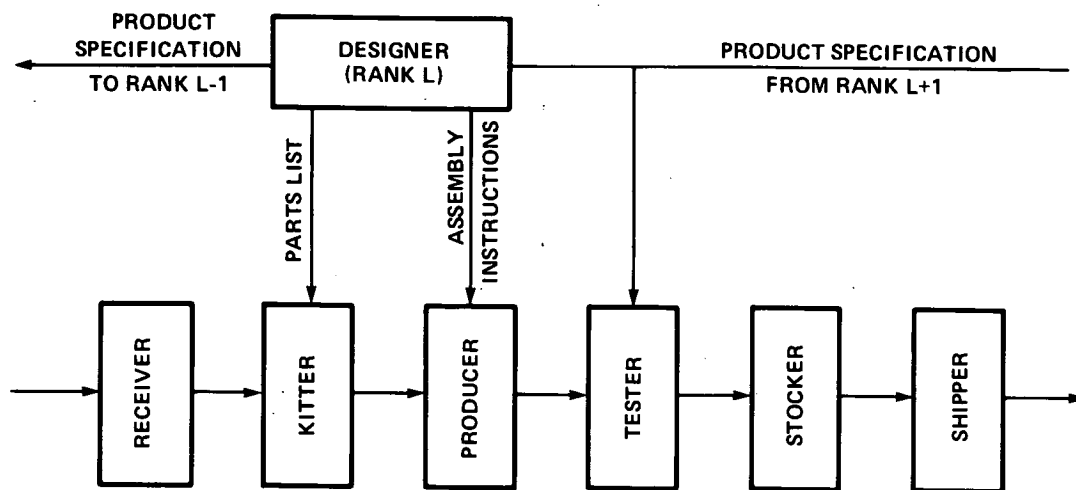 PRODUCT
SPECIFICATION
TO RANK L-1
DESIGNER
(RANK L)
PRODUCT SPECIFICATION
FROM RANK L+1
PARTS LIST
ASSEMBLY
INSTRUCTIONS
RECEIVER
KITTER
PRODUCER
TESTER
STOCKER
SHIPPER